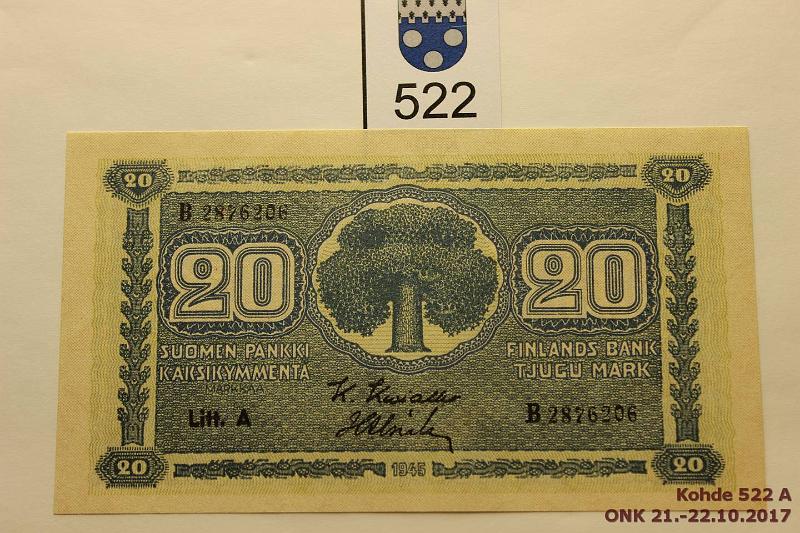 522
20 20
B 2876206
20 20
SUOMEN PANKKI
KAKSIKYMMENTÄ
MARKKAA
FINLANDS BANK
TJUGU MARK
Litt. A
B 2876206
20 1945 20
Kohde 522 A
ONK 21.-22.10.2017